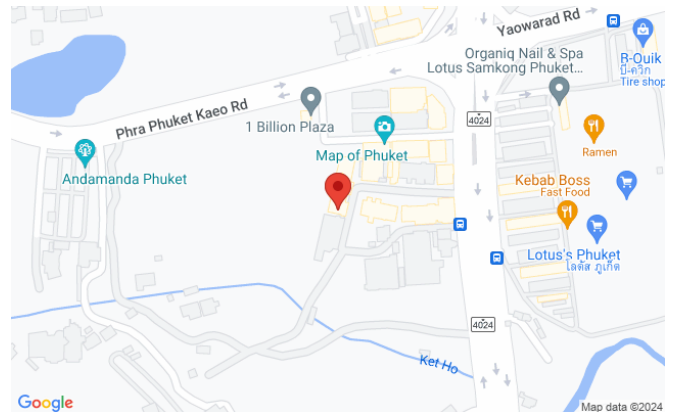 Yaowarad Rd
Organiq Nail & Spa
Lotus Samkong Phuket...
B-Quik
บี-ควิก
Tire shop
Phra Phuket Kaeo Rd
1 Billion Plaza
4024
Map of Phuket
Ramen
Andamanda Phuket
Kebab Boss
Fast Food
Lotus's Phuket
โลตัส ภูเก็ต
4024
Ket Ho
Google
Map data ©2024